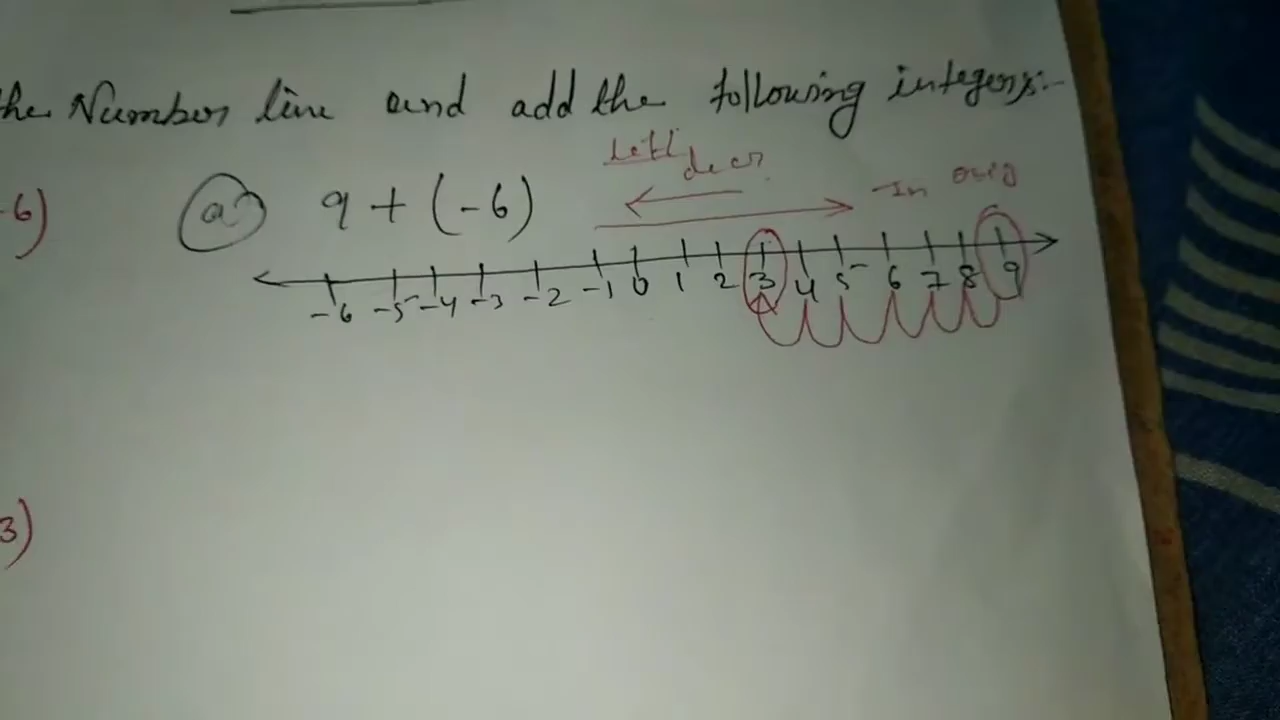 the Number line and add the following integers:-
Left decr
In
-6)
(a) 9 + (-6)
-6 -5 -4 -3 -2 -1 0 1 2 3 4 5 6 7 8 9
3)